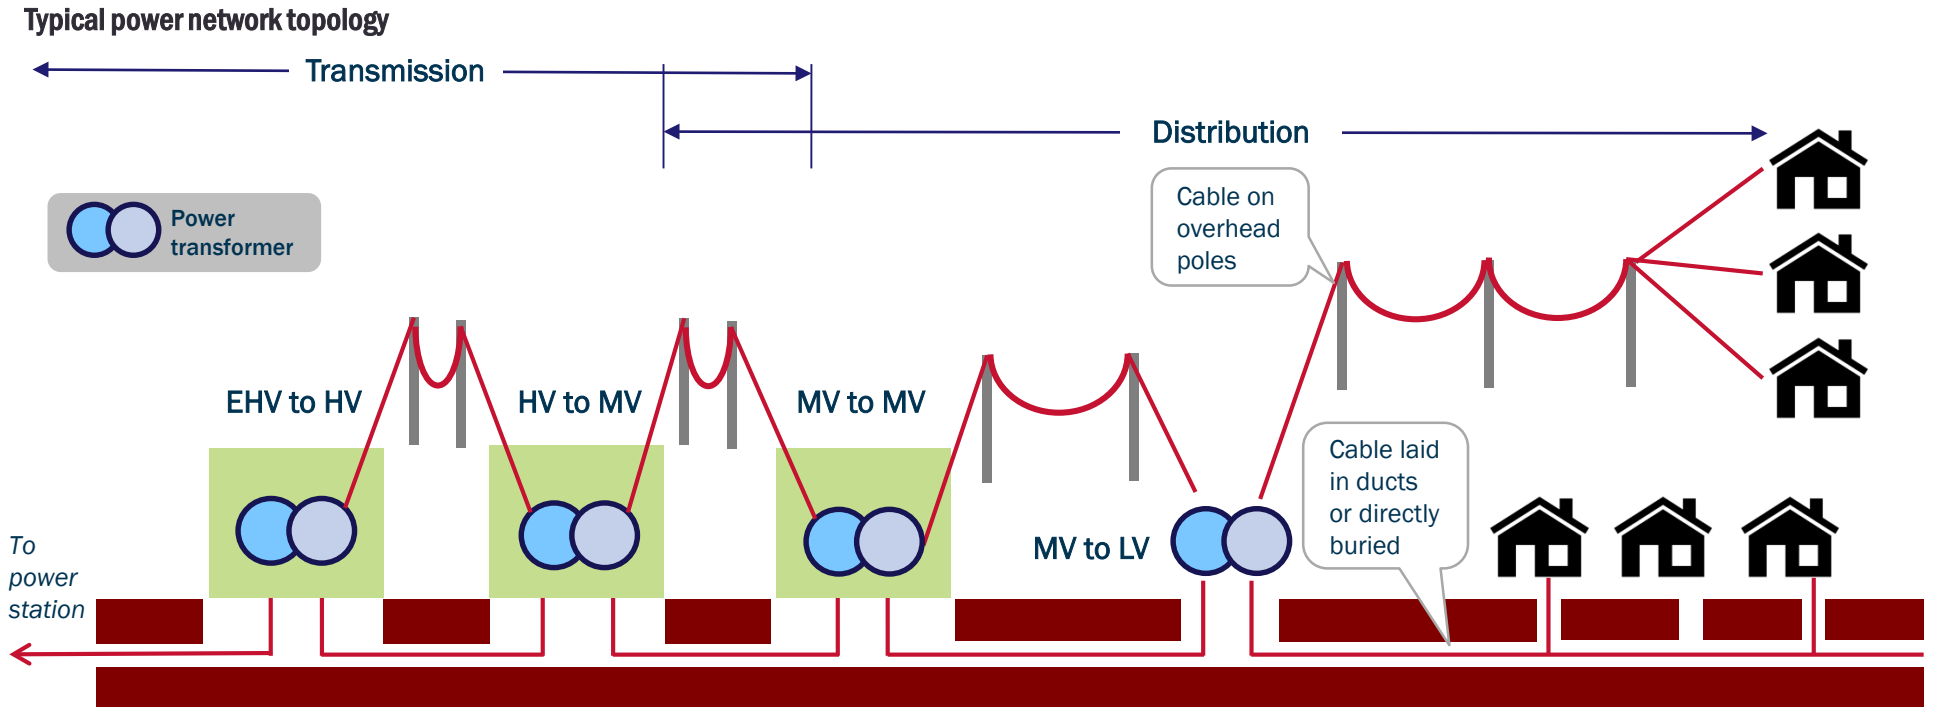 Typical power network topology
Transmission
Distribution
Cable on
overhead
poles
Power
transformer
EHV to HV
HV to MV
MV to MV
Cable laid
in ducts
or directly
buried
MV to LV
To
power
station